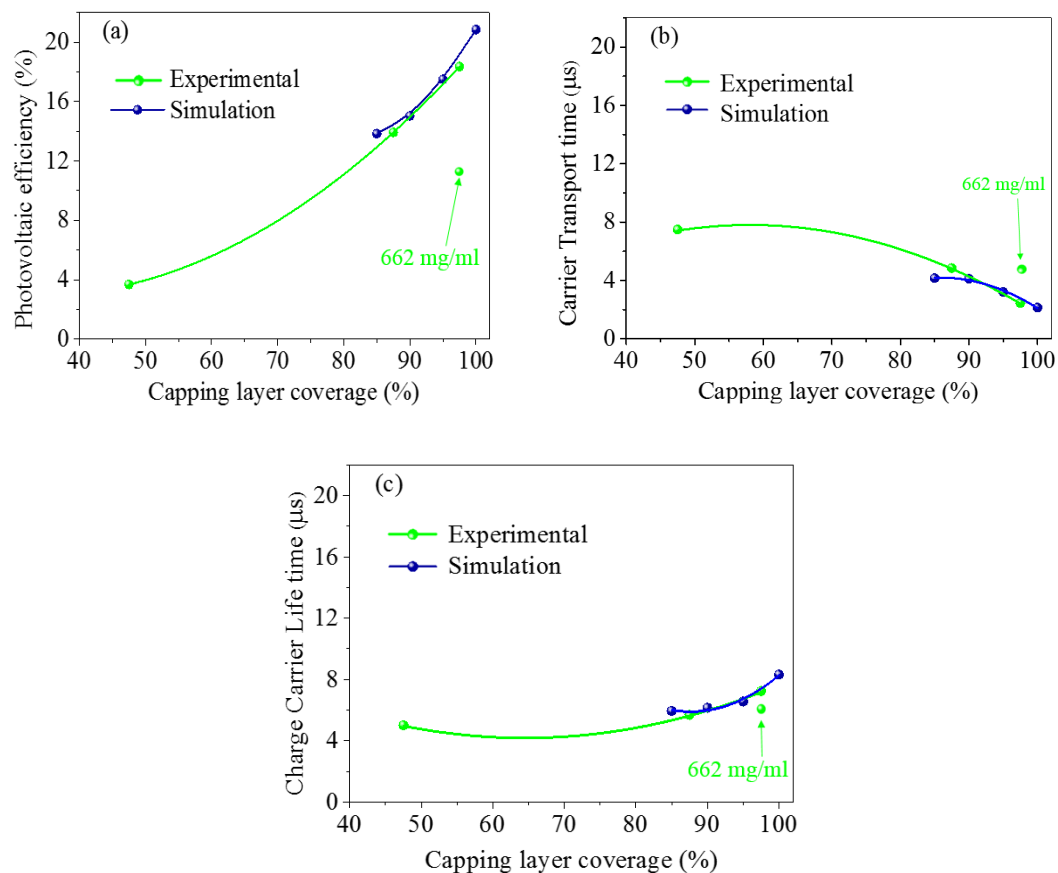 (a)
Photovoltaic efficiency (%)
20
16
12
8
4
0
Experimental
Simulation
662 mg/ml
40 50 60 70 80 90 100
Capping layer coverage (%)
(b)
Carrier Transport time (µs)
20
16
12
8
4
0
Experimental
Simulation
662 mg/ml
40 50 60 70 80 90 100
Capping layer coverage (%)
(c)
Charge Carrier Life time (µs)
20
16
12
8
4
0
Experimental
Simulation
662 mg/ml
40 50 60 70 80 90 100
Capping layer coverage (%)